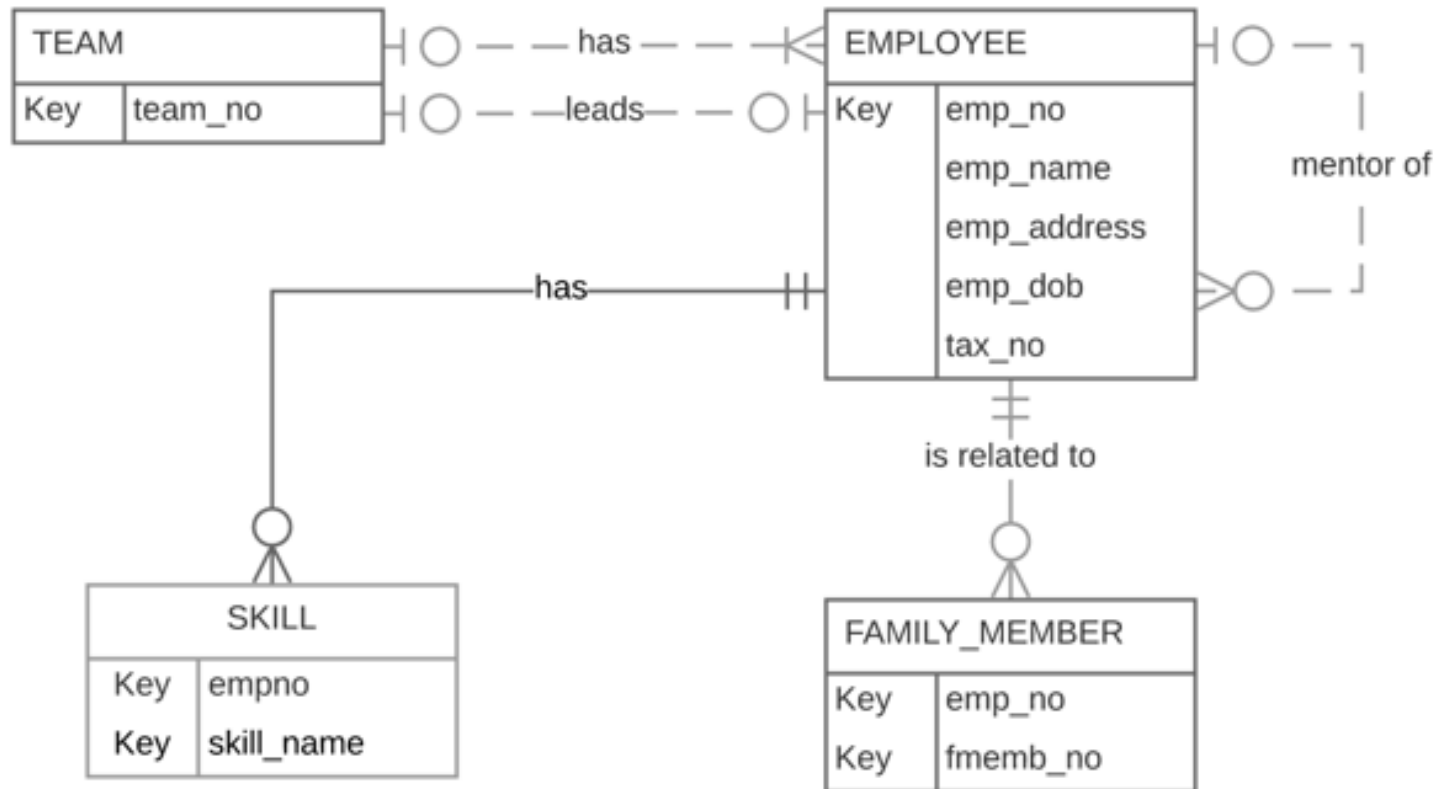 TEAM
Key team_no
has
leads
EMPLOYEE
Key emp_no
emp_name
emp_address
emp_dob
tax_no
mentor of
has
is related to
SKILL
Key empno
Key skill_name
FAMILY_MEMBER
Key emp_no
Key fmemb_no